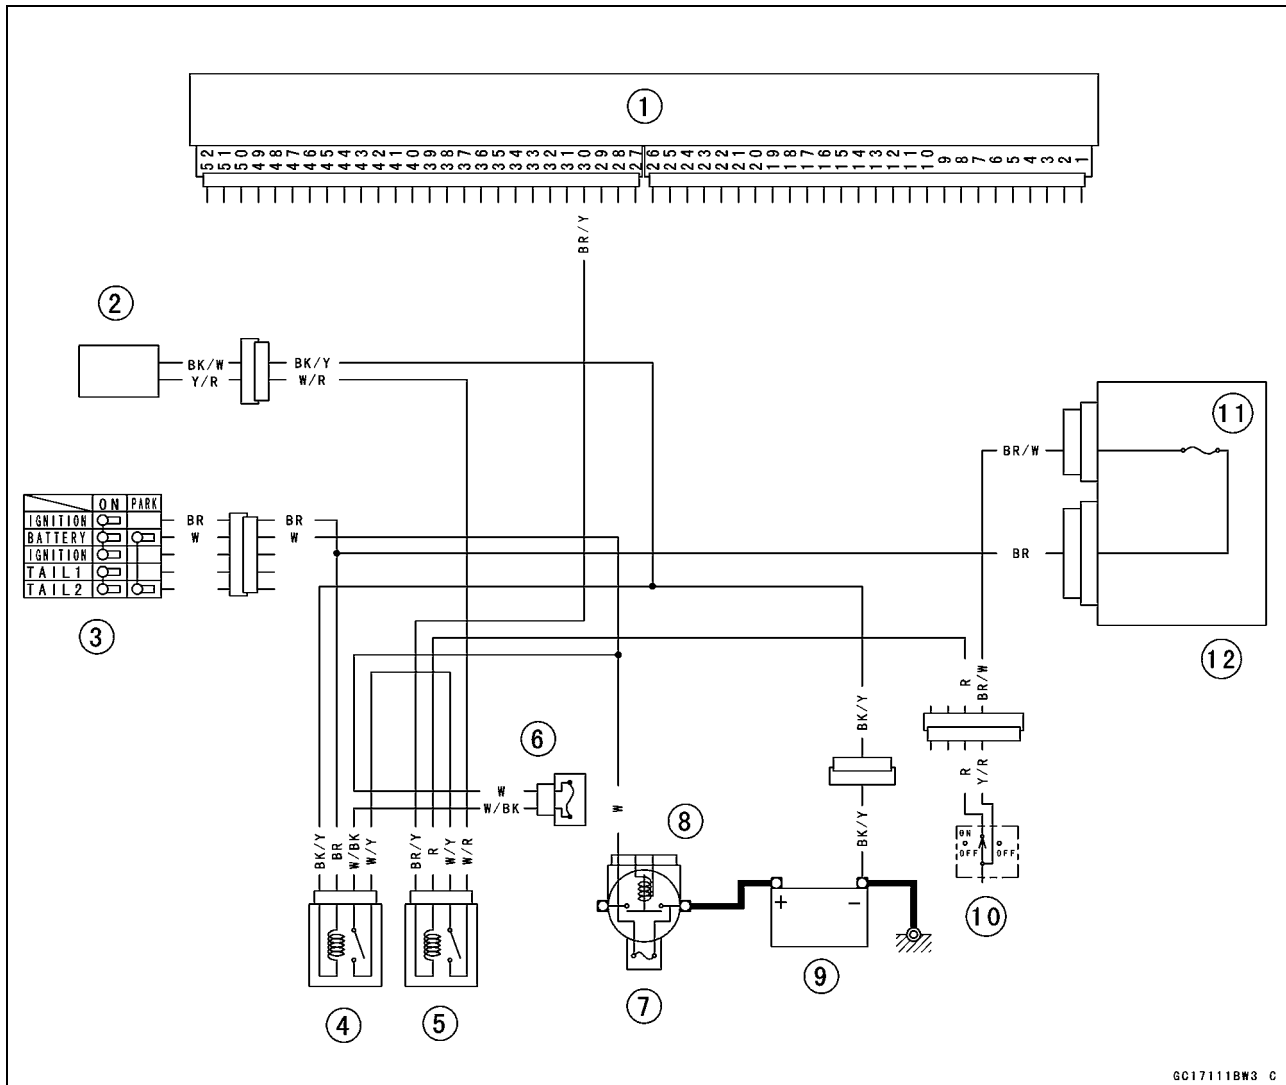 1
52 51 50 49 48 47 46 45 44 43 42 41 40 39 38 37 36 35 34 33 32 31 30 29 28 27 26 25 24 23 22 21 20 19 18 17 16 15 14 13 12 11 10 9 8 7 6 5 4 3 2 1
BR/Y
2
BK/W BK/Y
Y/R W/R
11
BR/W
ON PARK
IGNITION BR BR
BATTERY W W
IGNITION
TAIL1
TAIL2
BR
3
12
R BR/W
BK/Y
6
W
W/BK
R Y/R
W
8
BK/Y
BK/Y BR W/BK W/Y BR/Y R W/Y W/R
ON
OFF OFF
+ −
10
9
7
4 5
GC17111BW3 C